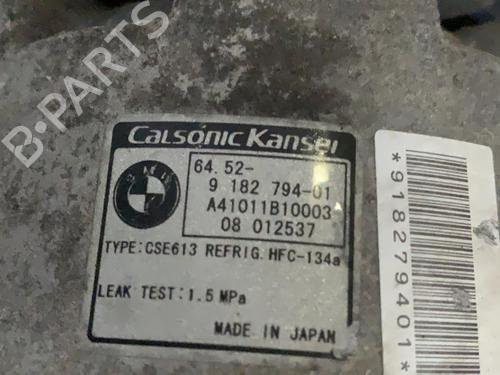 CALSONIC KANSEI
BMW
64.52-
9 182 794-01
A41011B10003
08 012537
TYPE:CSE613 REFRIG.HFC-134a
LEAK TEST:1.5 MPa
MADE IN JAPAN
*918279401*
B-PARTS